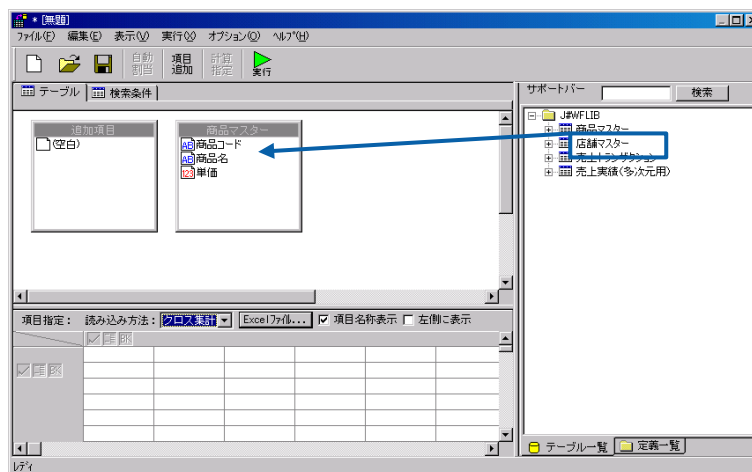 * [無題]
ファイル(F) 編集(E) 表示(V) 実行(X) オプション(O) ヘルプ(H)
自動割当 項目追加 計算指定 実行
テーブル 検索条件
追加項目
(空白)
商品マスター
AB 商品コード
AB 商品名
123 単価
項目指定： 読み込み方法： クロス集計 Excelファイル... 項目名称表示 左側に表示
レディ
サポートバー 検索
J#WFLIB
商品マスター
店舗マスター
売上トランザクション
売上実績(多次元用)
テーブル一覧 定義一覧